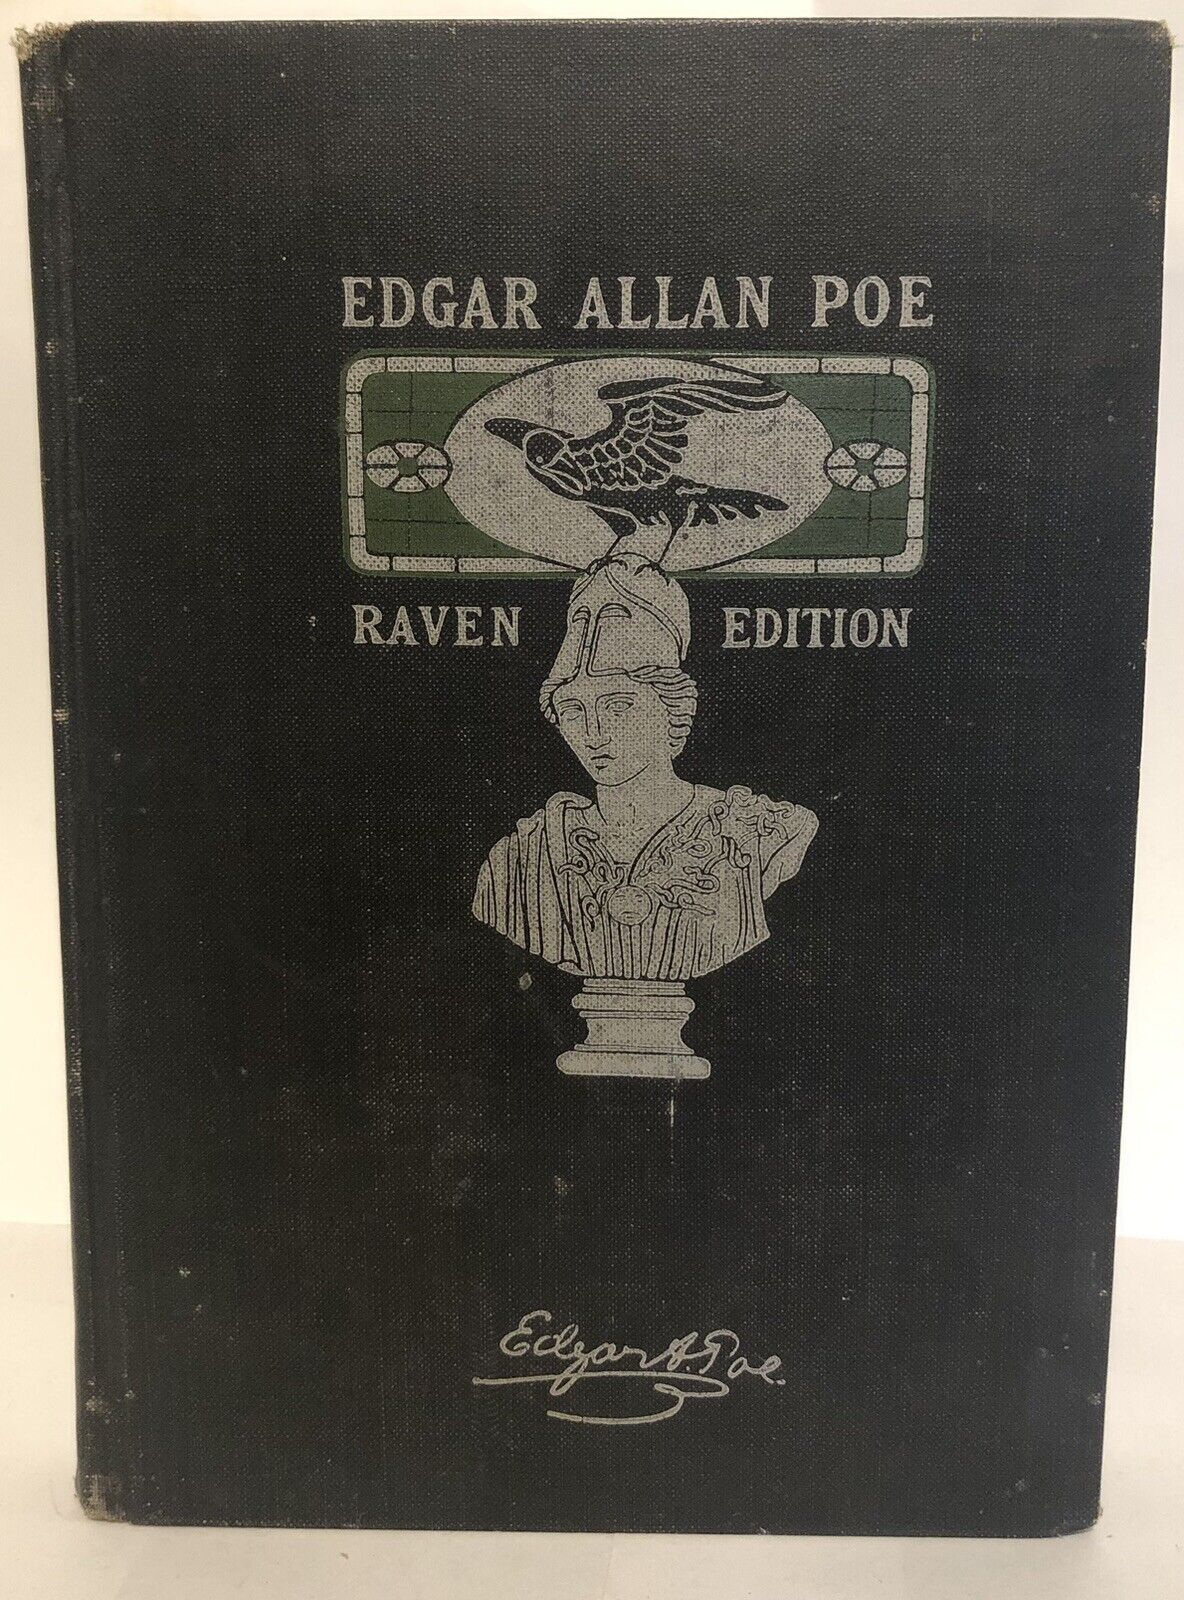 EDGAR ALLAN POE
RAVEN EDITION
Edgar A. Poe.